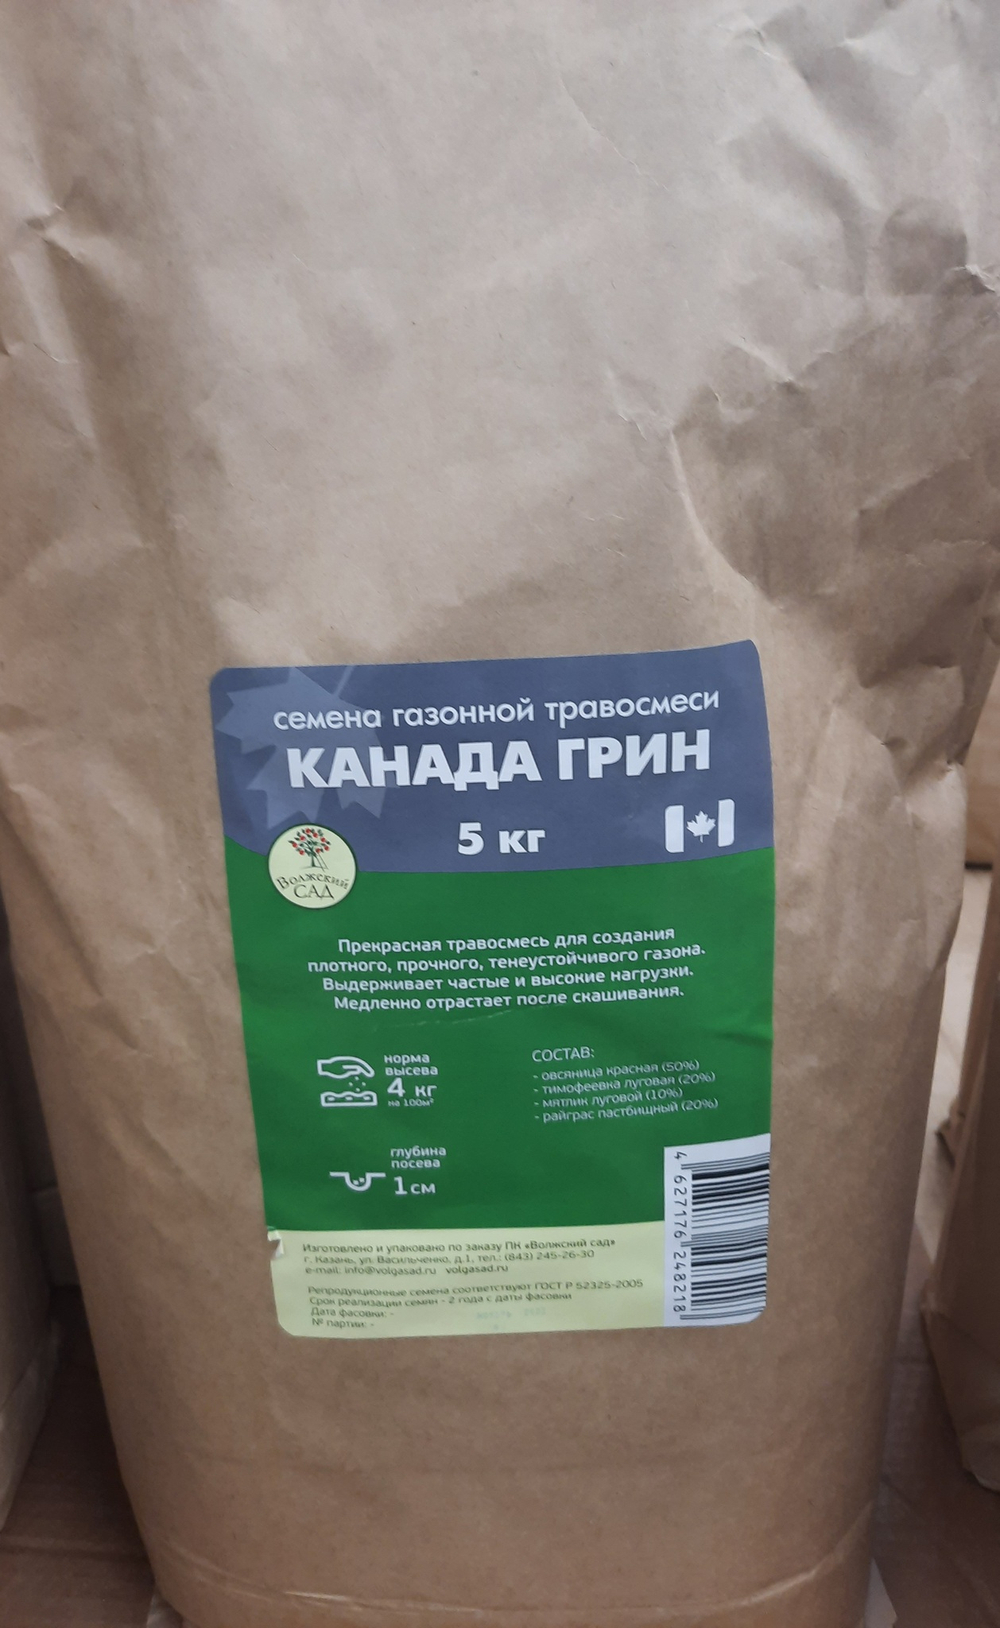 семена газонной травосмеси
КАНАДА ГРИН
5 кг
Волжский
САД
Прекрасная травосмесь для создания
плотного, прочного, тенеустойчивого газона.
Выдерживает частые и высокие нагрузки.
Медленно отрастает после скашивания.
норма
высева
4 кг
на 100м²
глубина
посева
1 см
СОСТАВ:
- овсяница красная (50%)
- тимофеевка луговая (20%)
- мятлик луговой (10%)
- райграс пастбищный (20%)
4 627176 248218
Изготовлено и упаковано по заказу ПК «Волжский сад»
г. Казань, ул. Васильченко, д.1, тел.: (843) 245-26-30
e-mail: info@volgasad.ru volgasad.ru
Репродукционные семена соответствуют ГОСТ Р 52325-2005
Срок реализации семян - 2 года с даты фасовки
Дата фасовки: -
№ партии: -